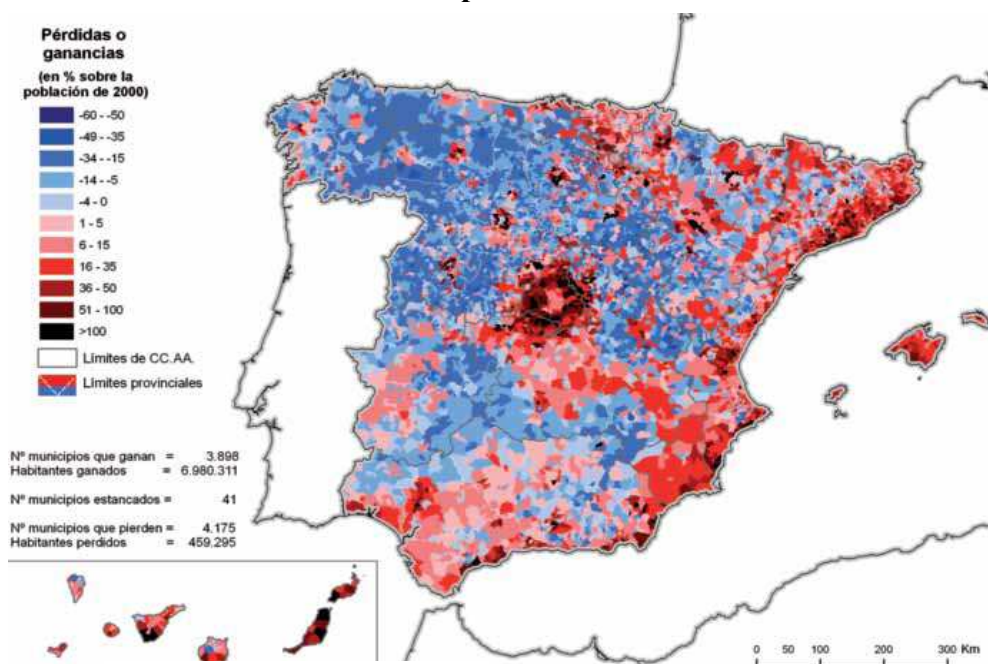 Pérdidas o
ganancias
(en % sobre la
población de 2000)
-60 - -50
-49 - -35
-34 - -15
-14 - -5
-4 - 0
1 - 5
6 - 15
16 - 35
36 - 50
51 - 100
>100
Límites de CC.AA.
Límites provinciales
Nº municipios que ganan = 3.898
Habitantes ganados = 6.980.311
Nº municipios estancados = 41
Nº municipios que pierden = 4.175
Habitantes perdidos = 459.295
0 50 100 200 300 Km